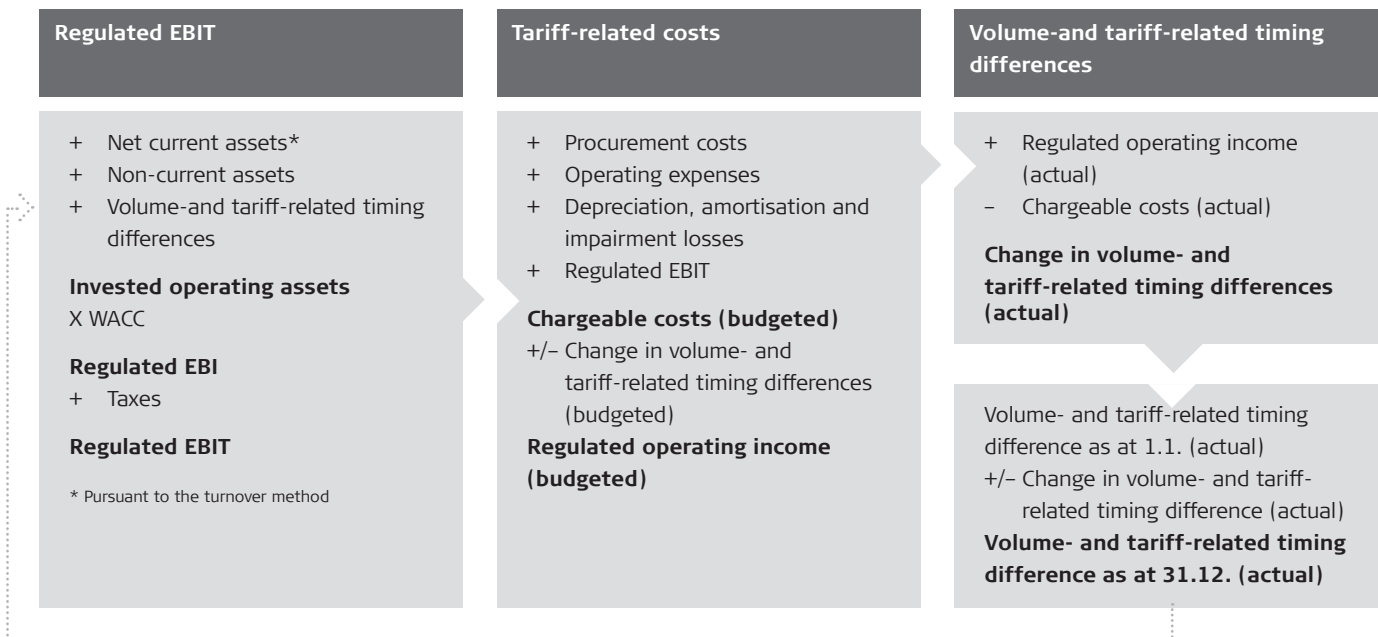 Regulated EBIT
+ Net current assets*
+ Non-current assets
+ Volume-and tariff-related timing
differences
Invested operating assets
X WACC
Regulated EBI
+ Taxes
Regulated EBIT
* Pursuant to the turnover method
Tariff-related costs
+ Procurement costs
+ Operating expenses
+ Depreciation, amortisation and
impairment losses
+ Regulated EBIT
Chargeable costs (budgeted)
+/– Change in volume- and
tariff-related timing differences
(budgeted)
Regulated operating income
(budgeted)
Volume-and tariff-related timing
differences
+ Regulated operating income
(actual)
– Chargeable costs (actual)
Change in volume- and
tariff-related timing differences
(actual)
Volume- and tariff-related timing
difference as at 1.1. (actual)
+/– Change in volume- and tariff-
related timing difference (actual)
Volume- and tariff-related timing
difference as at 31.12. (actual)